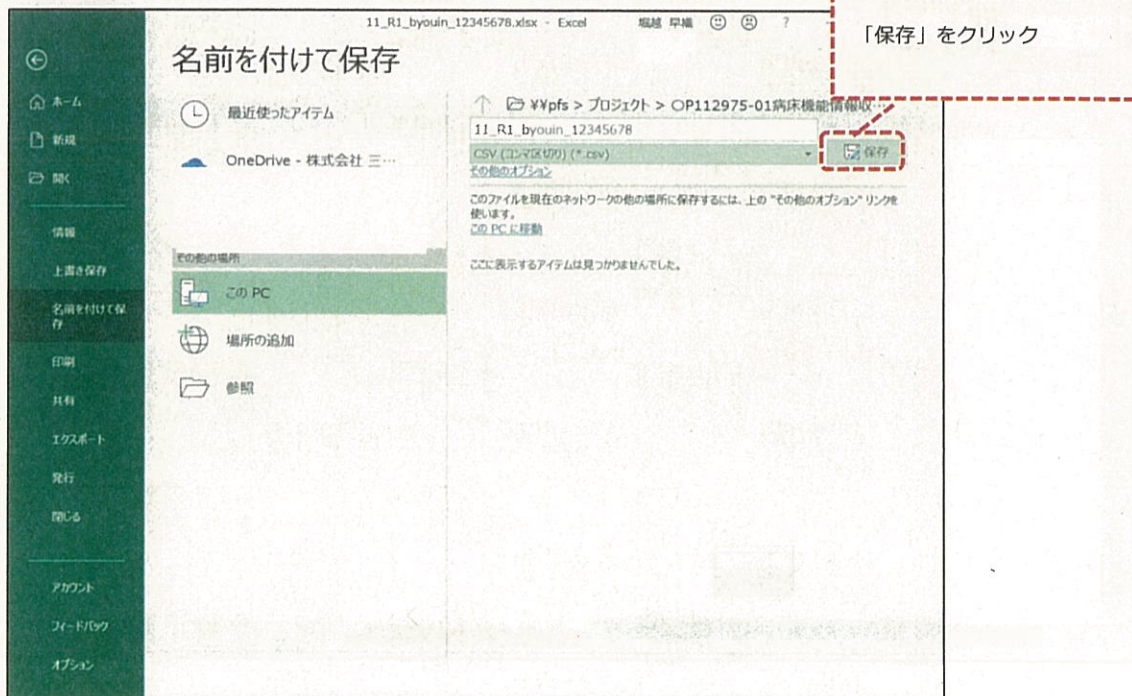 11_R1_byouin_12345678.xlsx - Excel
堀越 早織
?
「保存」をクリック
名前を付けて保存
ホーム
新規
開く
情報
上書き保存
名前を付けて保
存
印刷
共有
エクスポート
発行
閉じる
アカウント
フィードバック
オプション
最近使ったアイテム
OneDrive - 株式会社 三…
その他の場所
この PC
場所の追加
参照
¥¥pfs > プロジェクト > OP112975-01病床機能情報収…
11_R1_byouin_12345678
CSV (コンマ区切り) (*.csv)
保存
その他のオプション
このファイルを現在のネットワークの他の場所に保存するには、上の "その他のオプション" リンクを
使います。
この PC に移動
ここに表示するアイテムは見つかりませんでした。